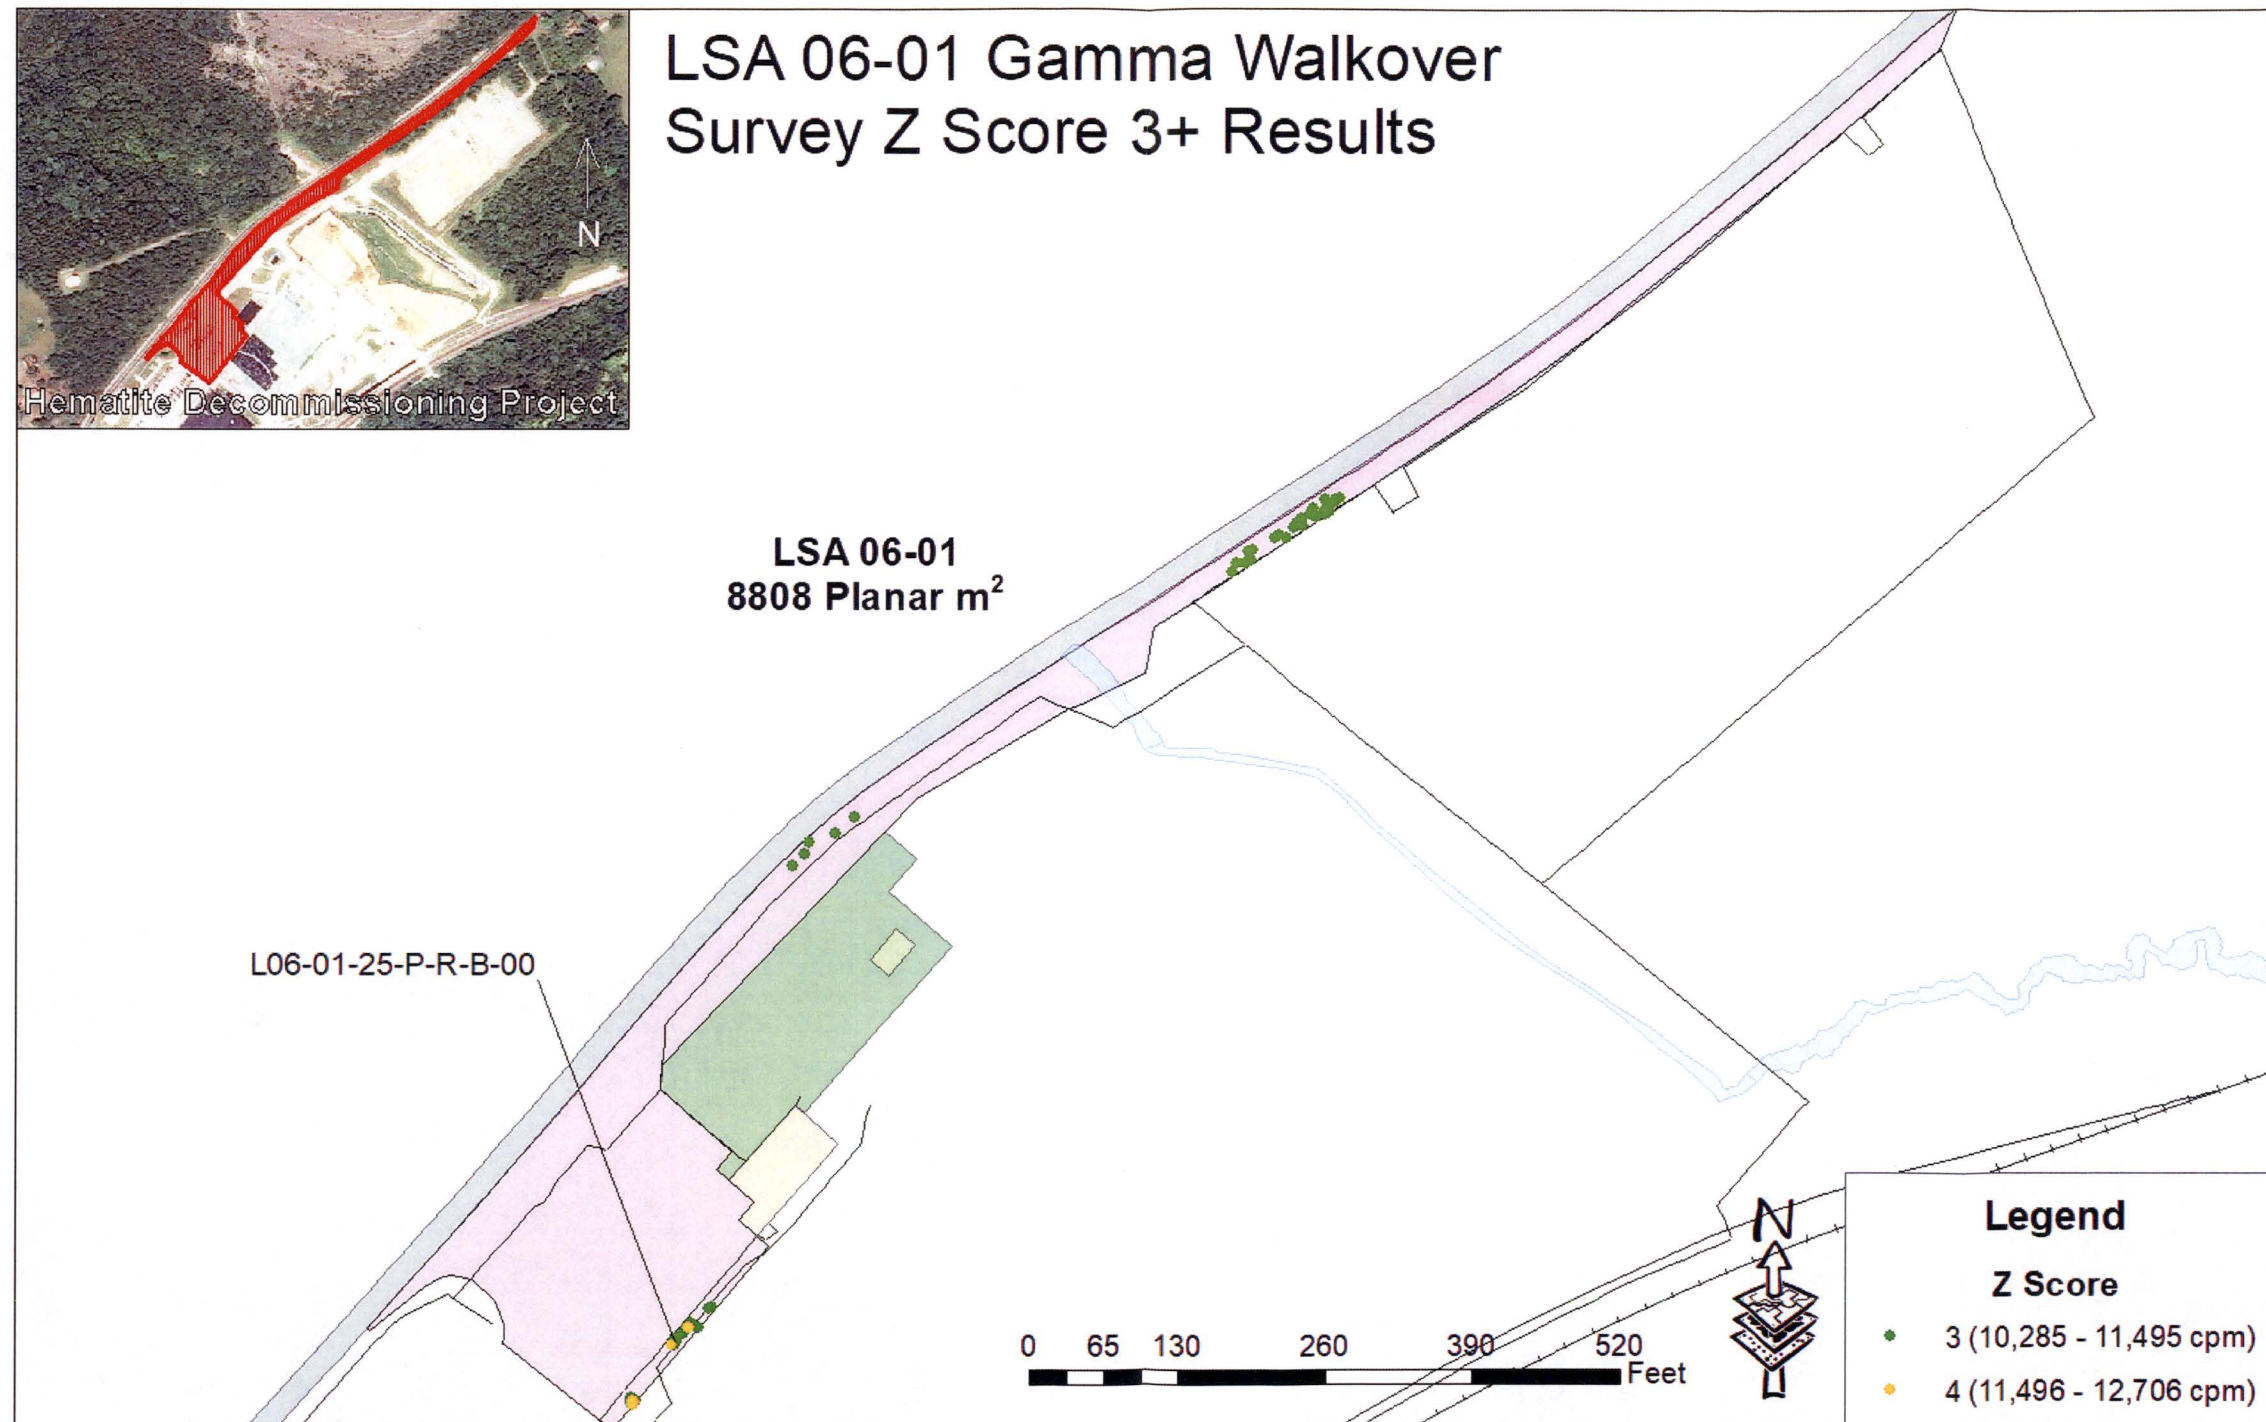 LSA 06-01 Gamma Walkover
Survey Z Score 3+ Results
N
Hematite Decommissioning Project
LSA 06-01
8808 Planar m²
L06-01-25-P-R-B-00
0 65 130 260 390 520
Feet
N
Legend
Z Score
3 (10,285 - 11,495 cpm)
4 (11,496 - 12,706 cpm)